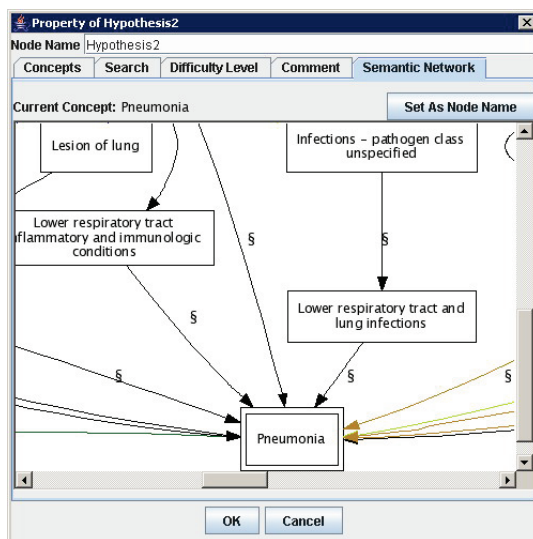 Property of Hypothesis2
Node Name Hypothesis2
Concepts Search Difficulty Level Comment Semantic Network
Current Concept: Pneumonia Set As Node Name
Lesion of lung
Infections - pathogen class
unspecified
Lower respiratory tract
nflammatory and immunologic
conditions
§
§
Lower respiratory tract and
lung infections
§
§
§
§
Pneumonia
OK Cancel